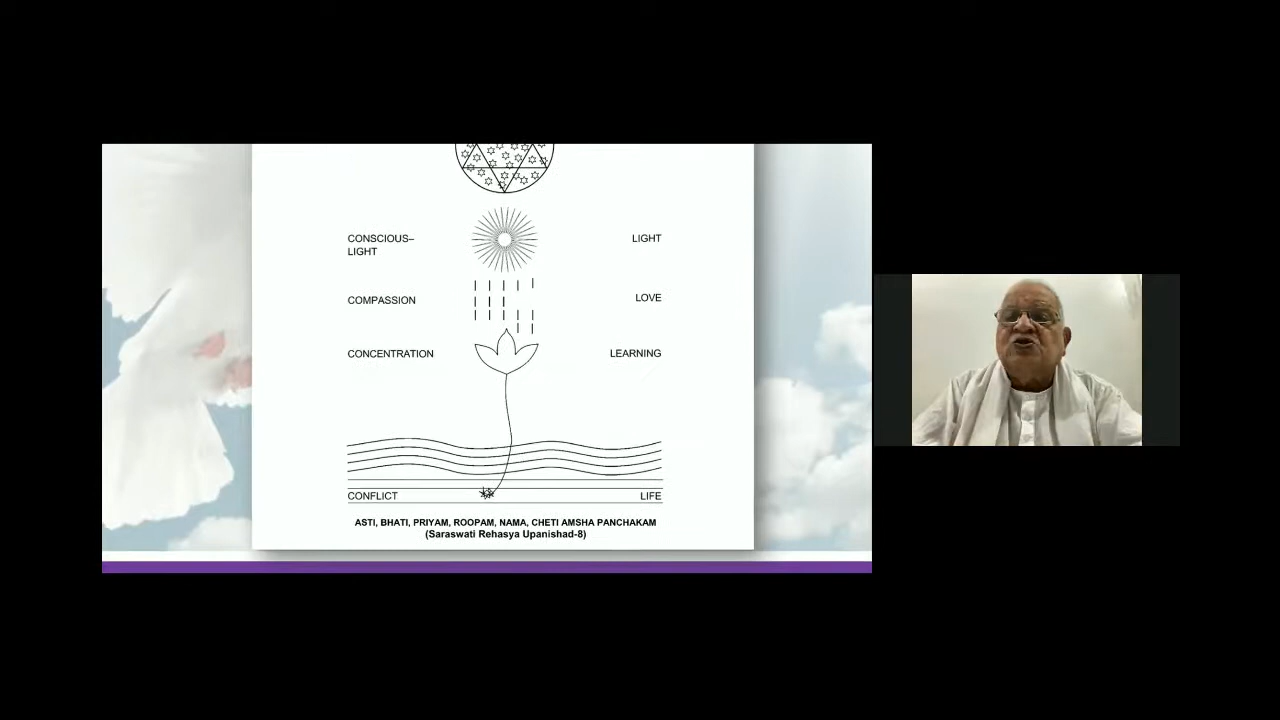 CONSCIOUS–
LIGHT
LIGHT
COMPASSION
LOVE
CONCENTRATION
LEARNING
CONFLICT
LIFE
ASTI, BHATI, PRIYAM, ROOPAM, NAMA, CHETI AMSHA PANCHAKAM
(Saraswati Rehasya Upanishad-8)